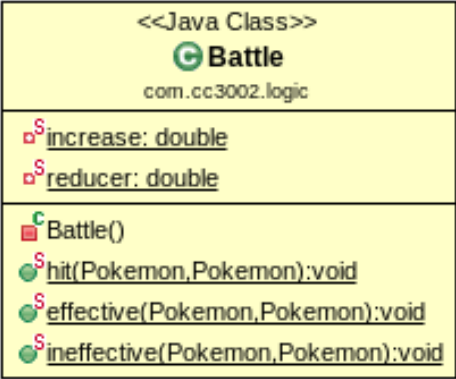 <<Java Class>>
C Battle
com.cc3002.logic
S increase: double
S reducer: double
C Battle()
S hit(Pokemon,Pokemon):void
S effective(Pokemon,Pokemon):void
S ineffective(Pokemon,Pokemon):void